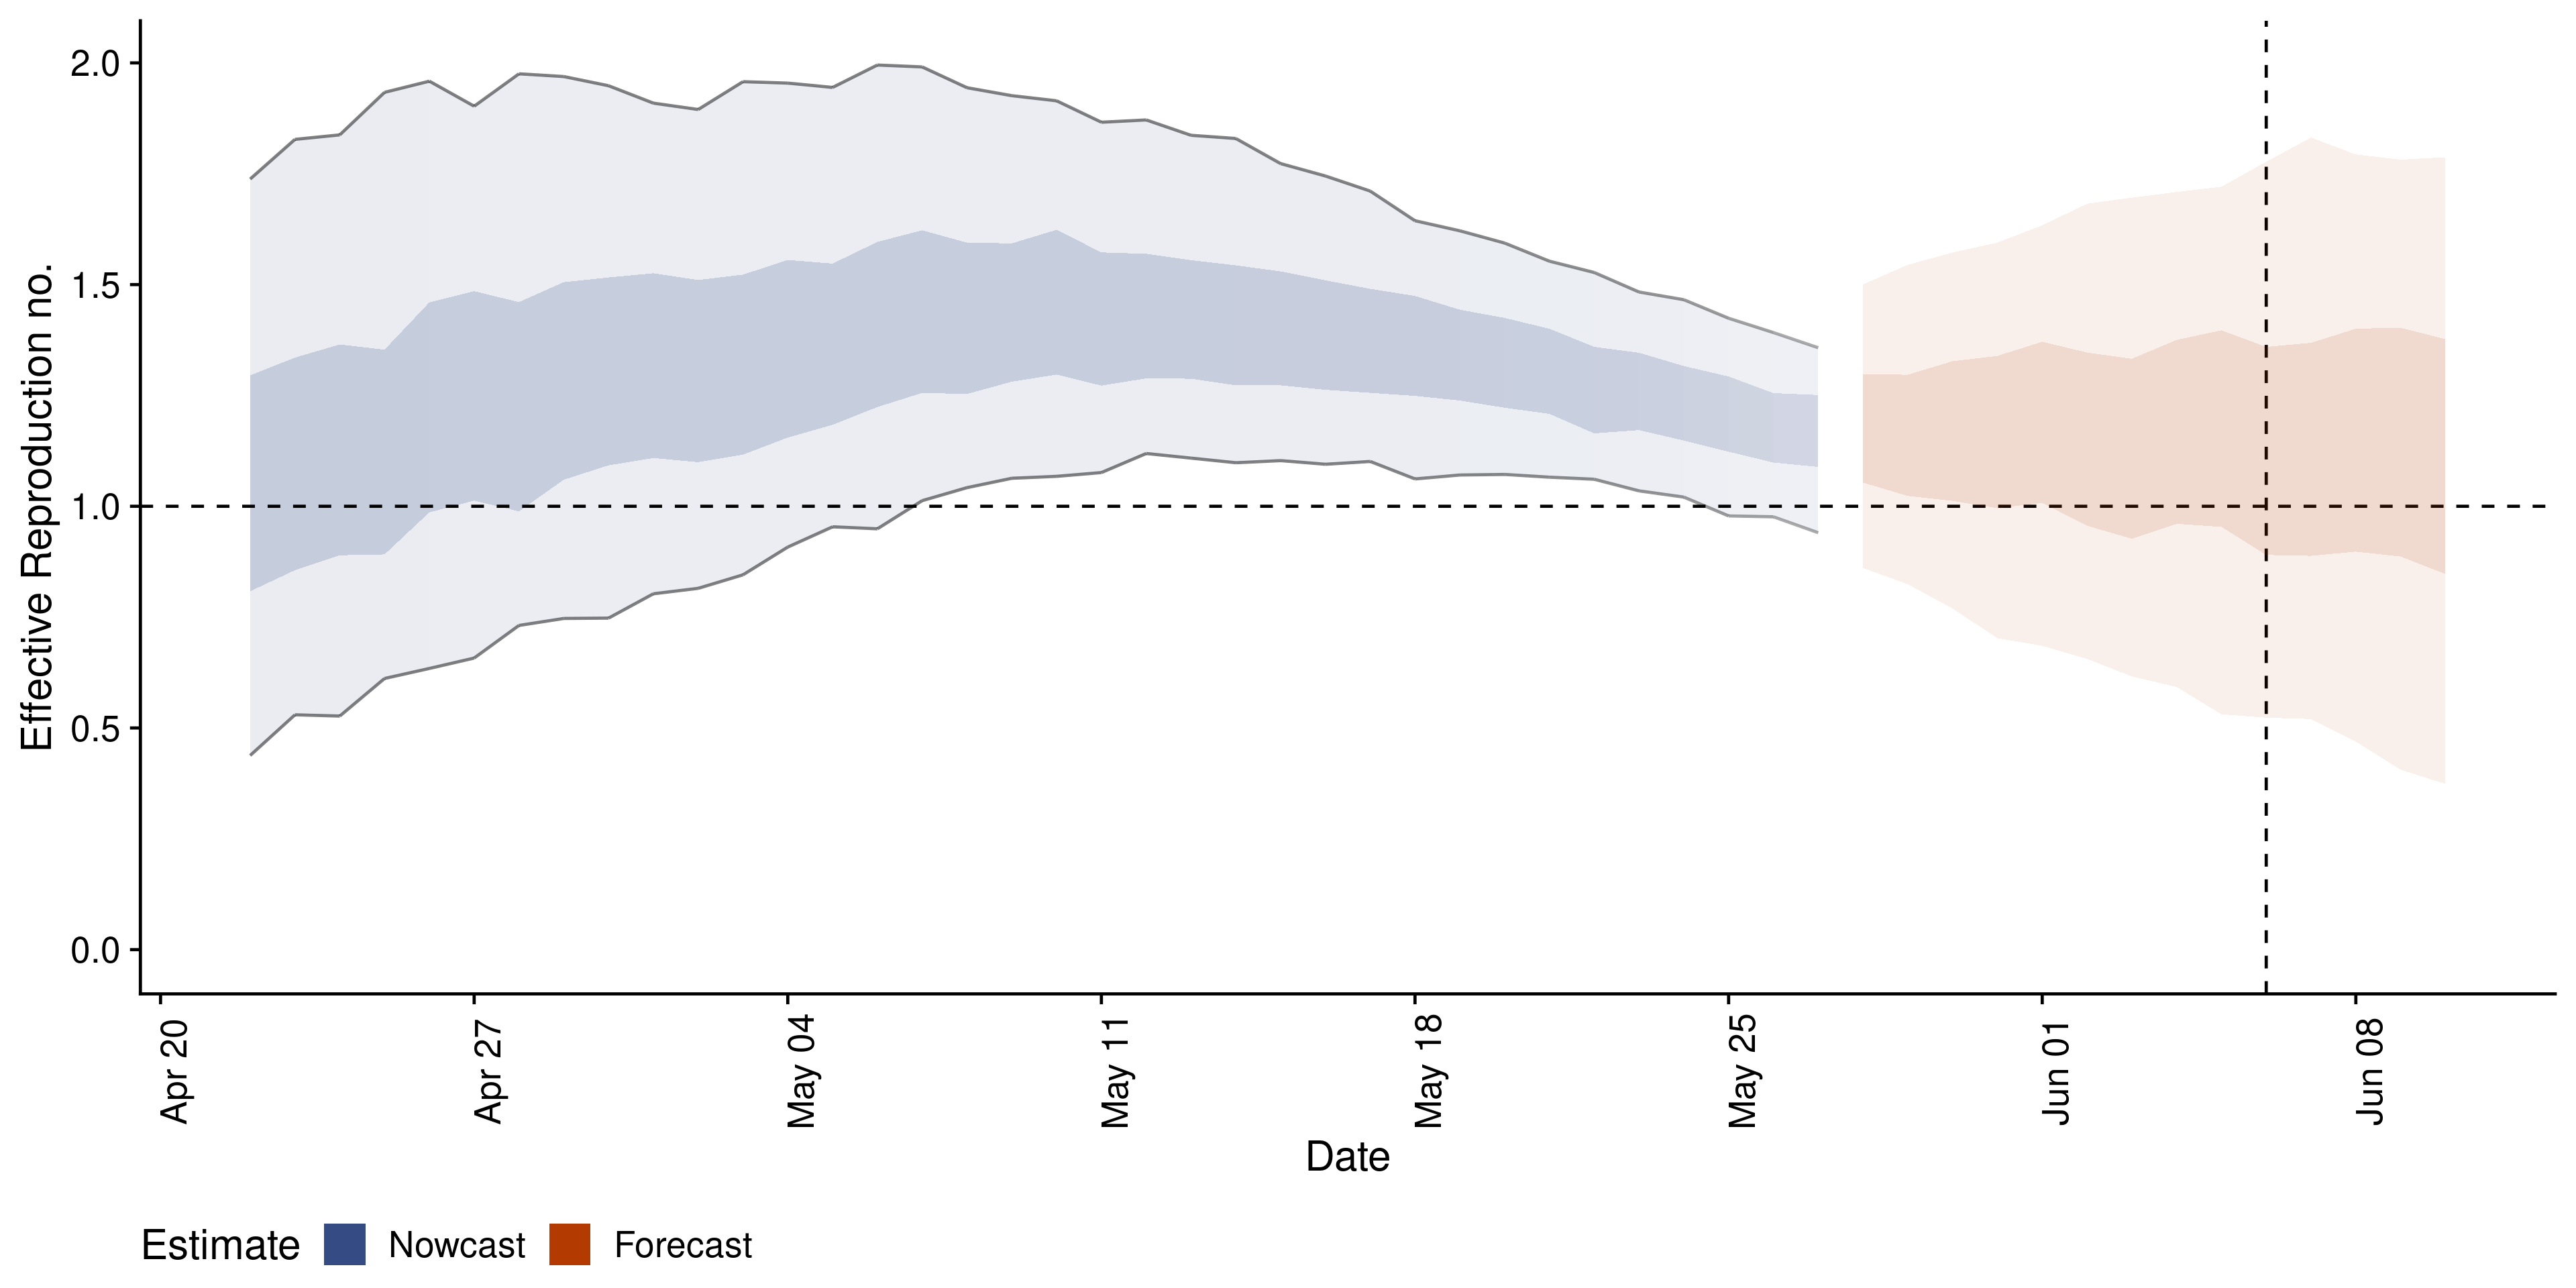 Effective Reproduction no.
2.0
1.5
1.0
0.5
0.0
Apr 20
Apr 27
May 04
May 11
May 18
May 25
Jun 01
Jun 08
Date
Estimate Nowcast Forecast